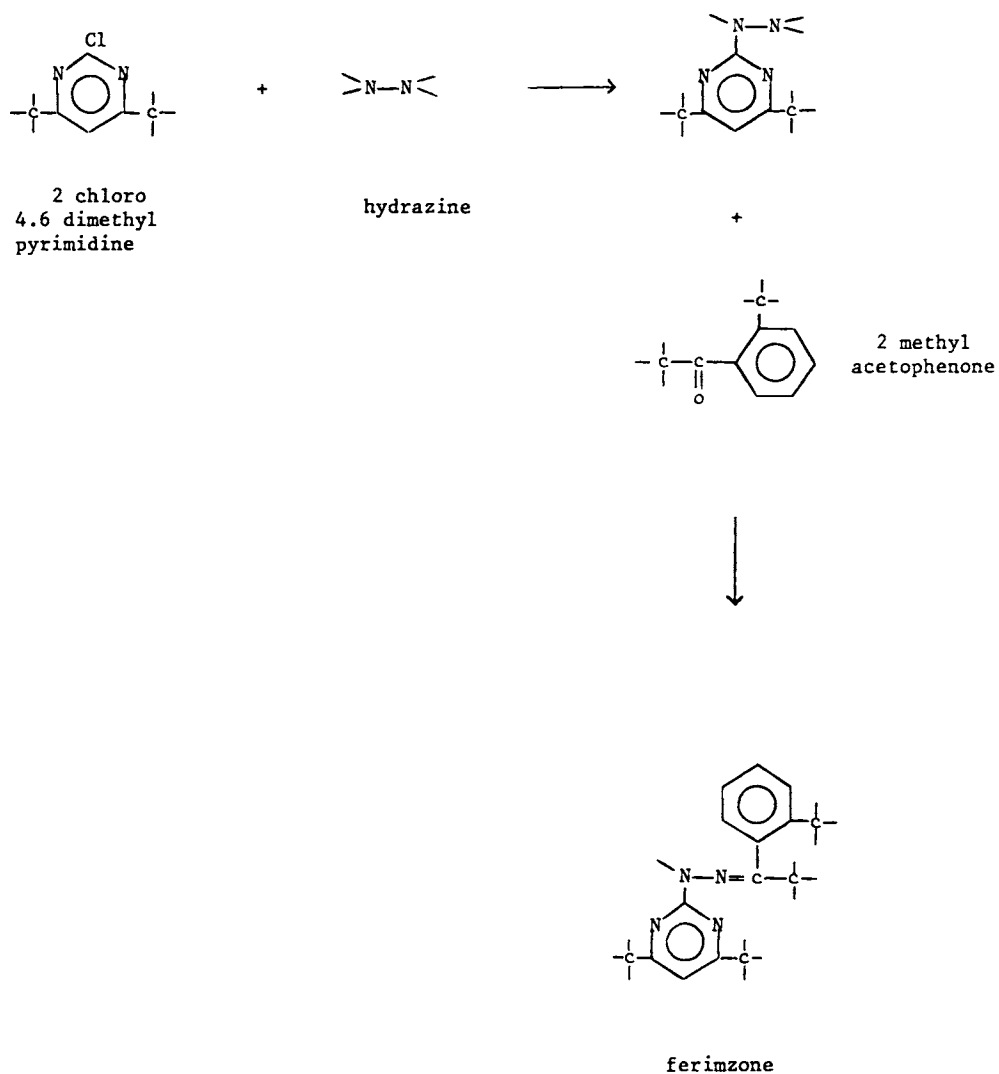 Cl
N N
C C
+
N—N
N—N
N N
C C
2 chloro
4.6 dimethyl
pyrimidine
hydrazine
+
C
C C
O
2 methyl
acetophenone
C
N—N=C C
N N
C C
ferimzone